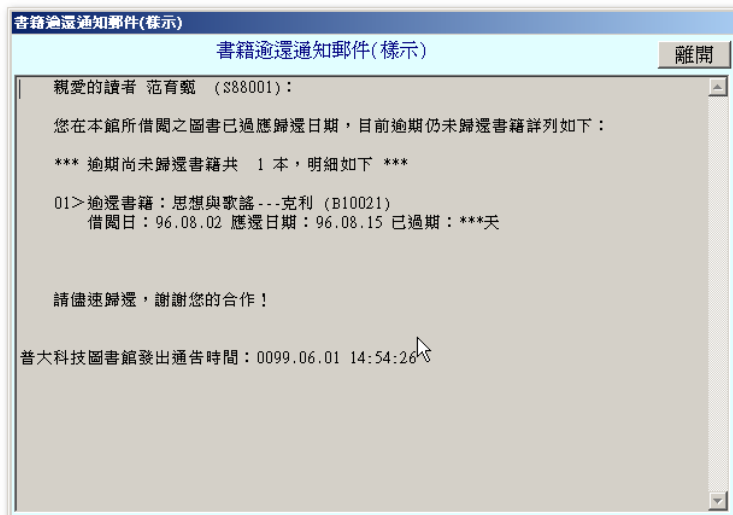 書籍逾還通知郵件(樣示)
書籍逾還通知郵件(樣示)
離開
親愛的讀者 范育甄 (S88001)：
您在本館所借閱之圖書已過應歸還日期，目前逾期仍未歸還書籍詳列如下：
*** 逾期尚未歸還書籍共 1 本，明細如下 ***
01>逾還書籍：思想與歌謠---克利 (B10021)
借閱日：96.08.02 應還日期：96.08.15 已過期：***天
請儘速歸還，謝謝您的合作！
普大科技圖書館發出通告時間：0099.06.01 14:54:26